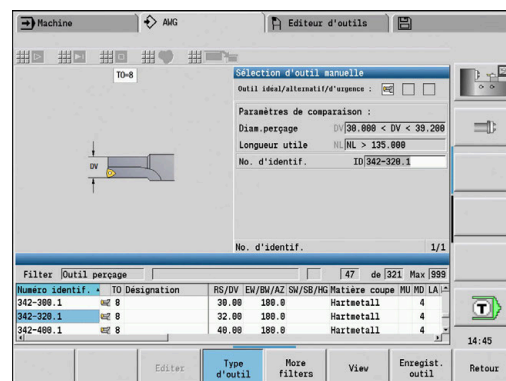 Machine AWG Editeur d'outils
TO=8
Sélection d'outil manuelle
Outil idéal/alternatif/d'urgence :
Paramètres de comparaison :
Diam.perçage DV 30.000 < DV < 39.200
Longueur utile NL NL > 135.000
No. d'identif. ID 342-320.1
DV
No. d'identif. 1/1
Filter Outil perçage 47 de 321 Max 999
Numéro identif. TO Désignation RS/DV EW/BW/AZ SW/SB/HG Matière coupe MU MD LA
342-300.1 8 30.00 180.0 Hartmetall 4
342-320.1 8 32.00 180.0 Hartmetall 4
342-400.1 8 40.00 180.0 Hartmetall 4
T
14:45
Editer Type d'outil More filters View Enregist. outil Retour